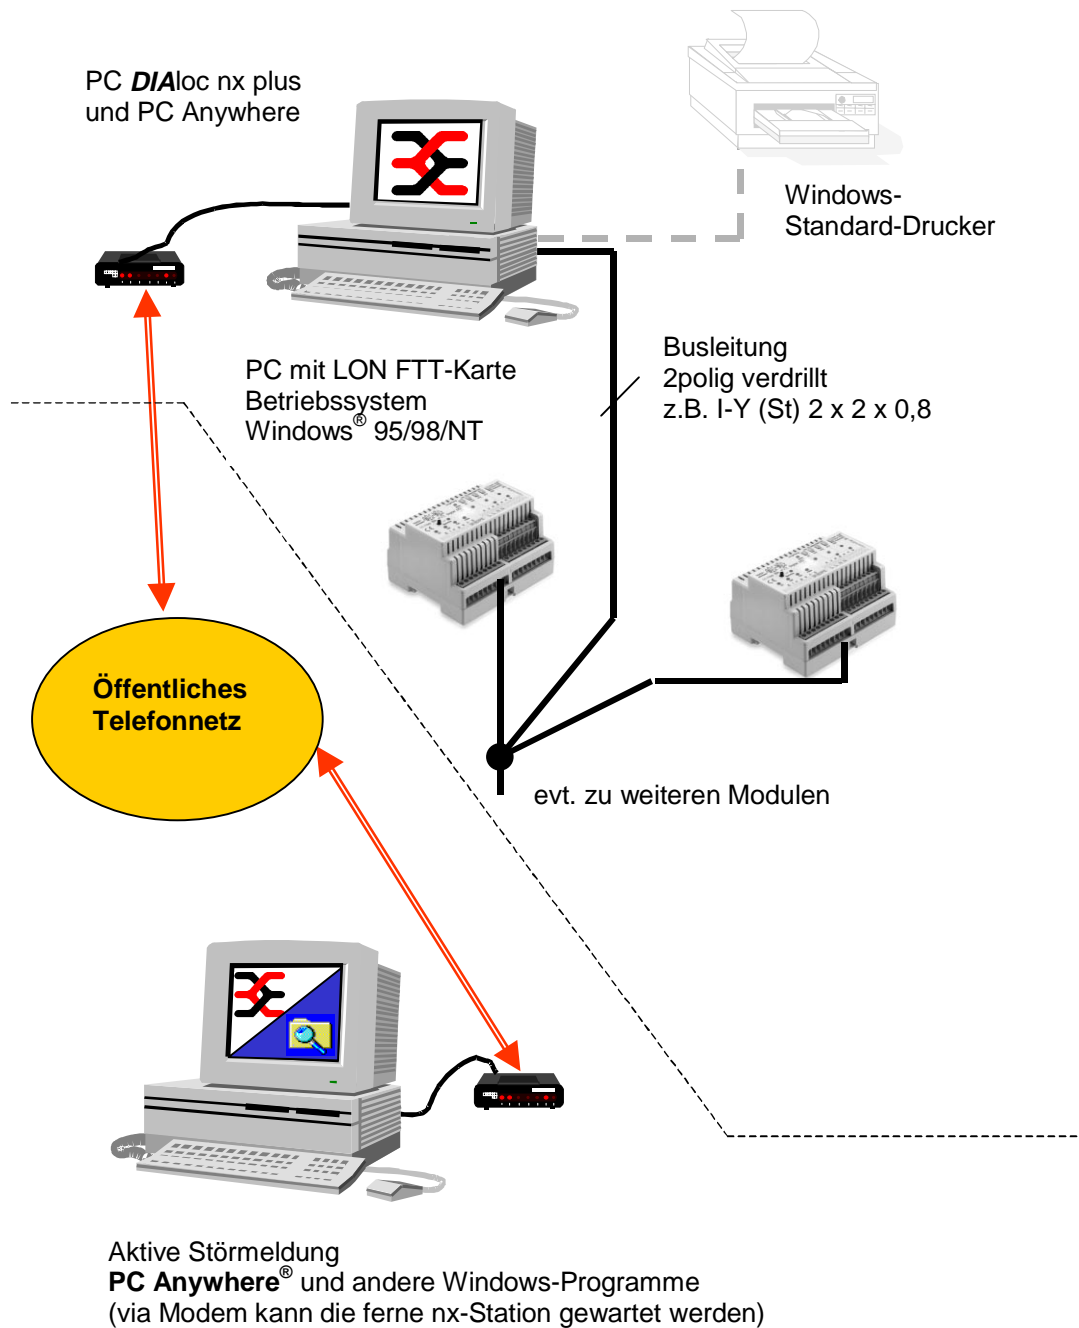 PC DIAloc nx plus
und PC Anywhere
Windows-
Standard-Drucker
PC mit LON FTT-Karte
Betriebssystem
Windows® 95/98/NT
Busleitung
2polig verdrillt
z.B. I-Y (St) 2 x 2 x 0,8
Öffentliches
Telefonnetz
evt. zu weiteren Modulen
Aktive Störmeldung
PC Anywhere® und andere Windows-Programme
(via Modem kann die ferne nx-Station gewartet werden)